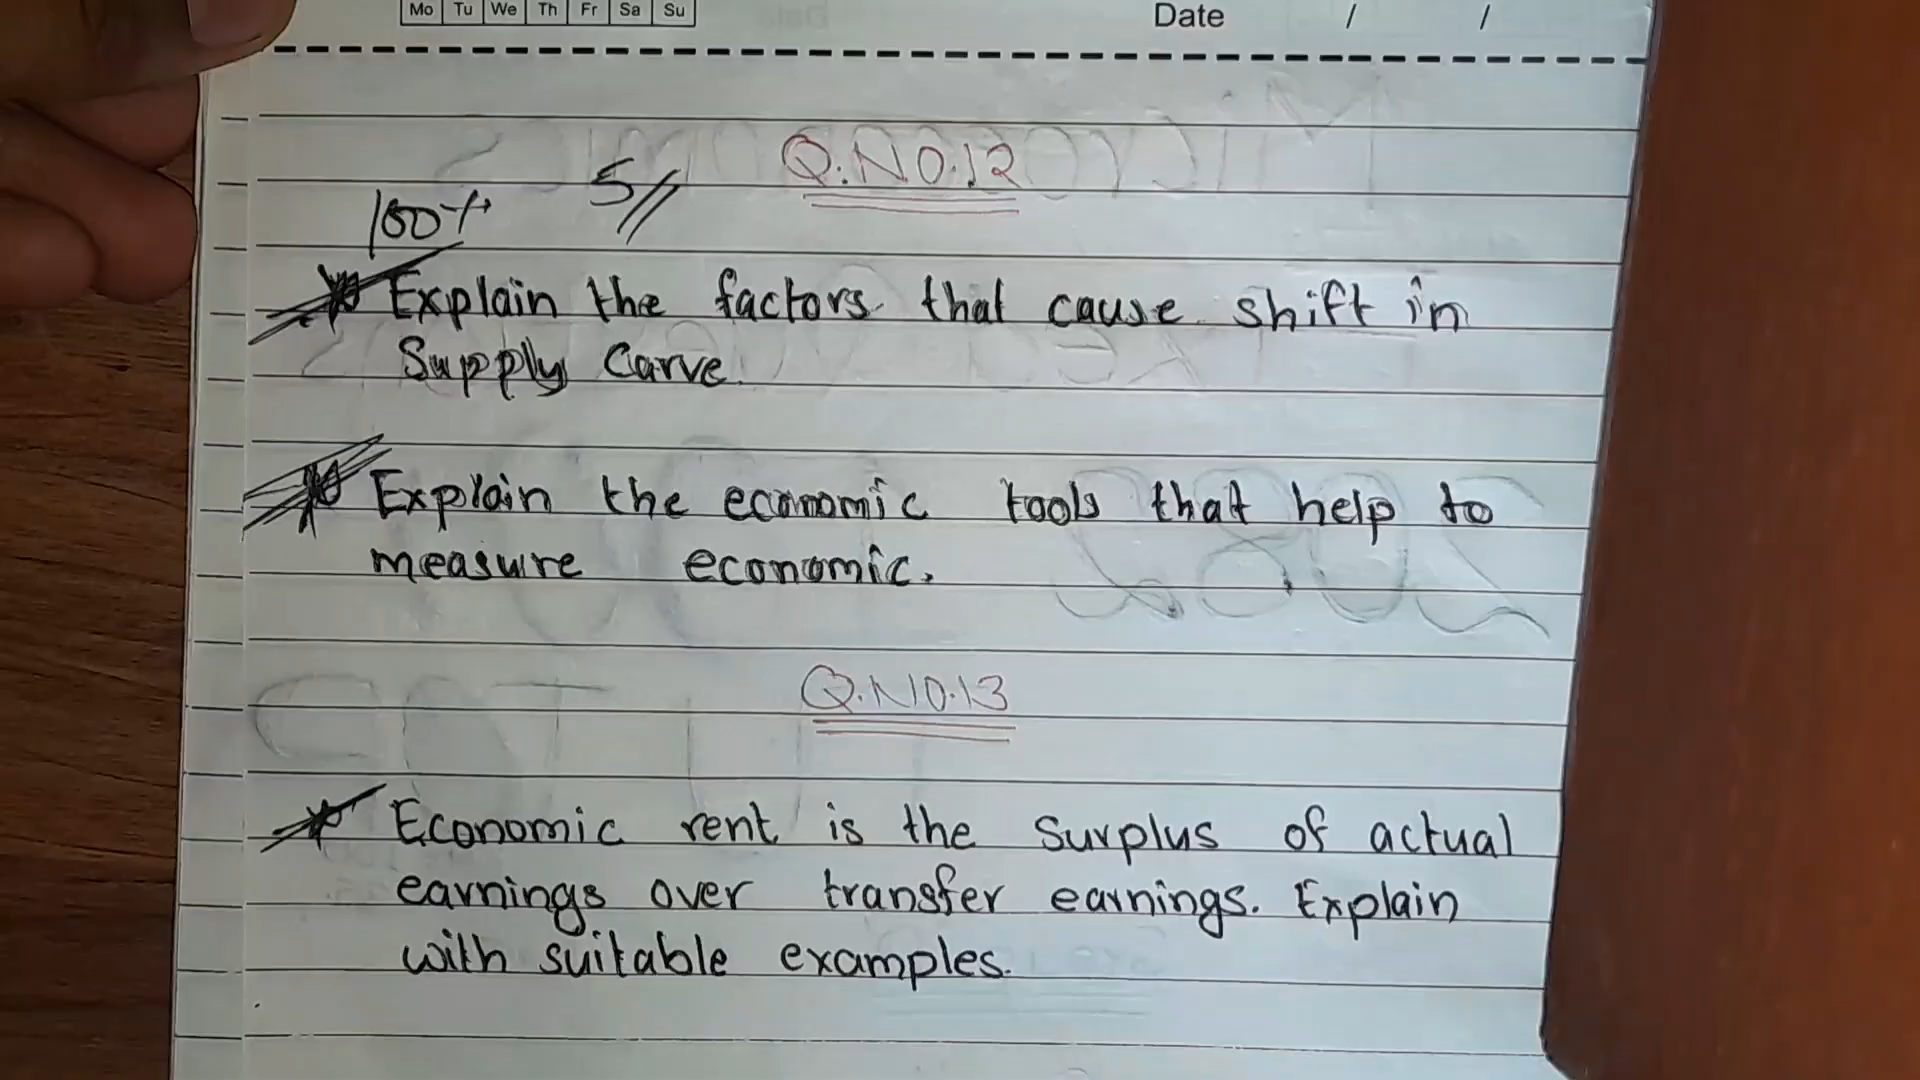 Mo Tu We Th Fr Sa Su
Date / /
Q.NO.12
100% 5//
Explain the factors that cause shift in
Supply Carve.
Explain the economic tools that help to
measure economic.
Q.NO.13
Economic rent is the surplus of actual
earnings over transfer earnings. Explain
with suitable examples.